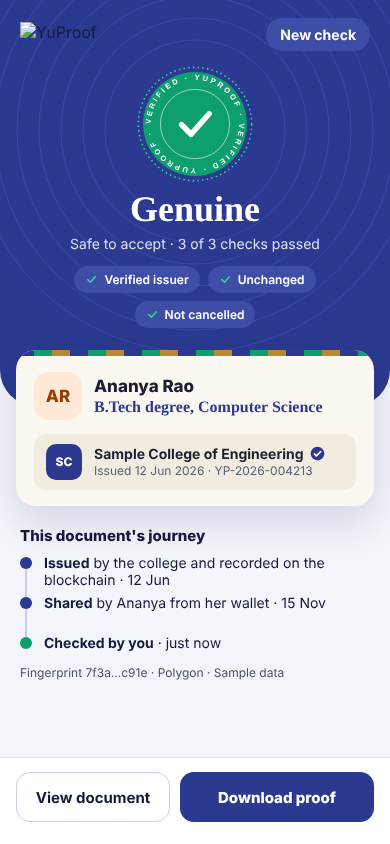 YuProof
New check
VERIFIED · YUPROOF · VERIFIED · YUPROOF ·
Genuine
Safe to accept · 3 of 3 checks passed
Verified issuer
Unchanged
Not cancelled
AR
Ananya Rao
B.Tech degree, Computer Science
SC
Sample College of Engineering
Issued 12 Jun 2026 · YP-2026-004213
This document's journey
Issued by the college and recorded on the
blockchain · 12 Jun
Shared by Ananya from her wallet · 15 Nov
Checked by you · just now
Fingerprint 7f3a…c91e · Polygon · Sample data
View document
Download proof